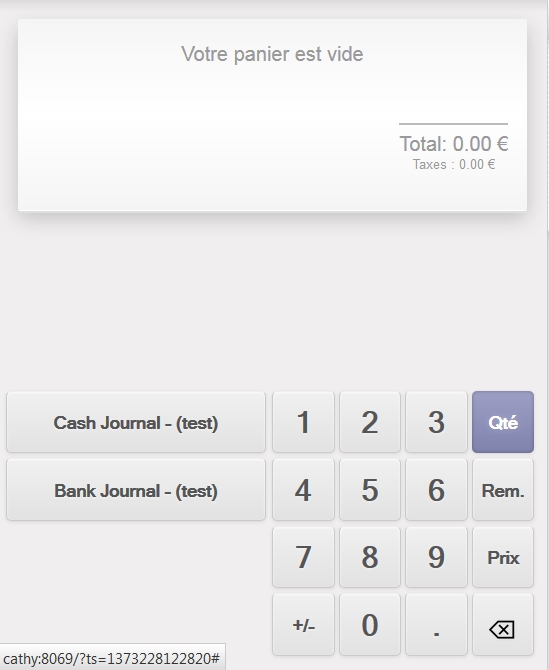 Votre panier est vide
Total: 0.00 €
Taxes : 0.00 €
Cash Journal - (test) 1 2 3 Qté
Bank Journal - (test) 4 5 6 Rem.
7 8 9 Prix
+/- 0 .
cathy:8069/?ts=1373228122820#